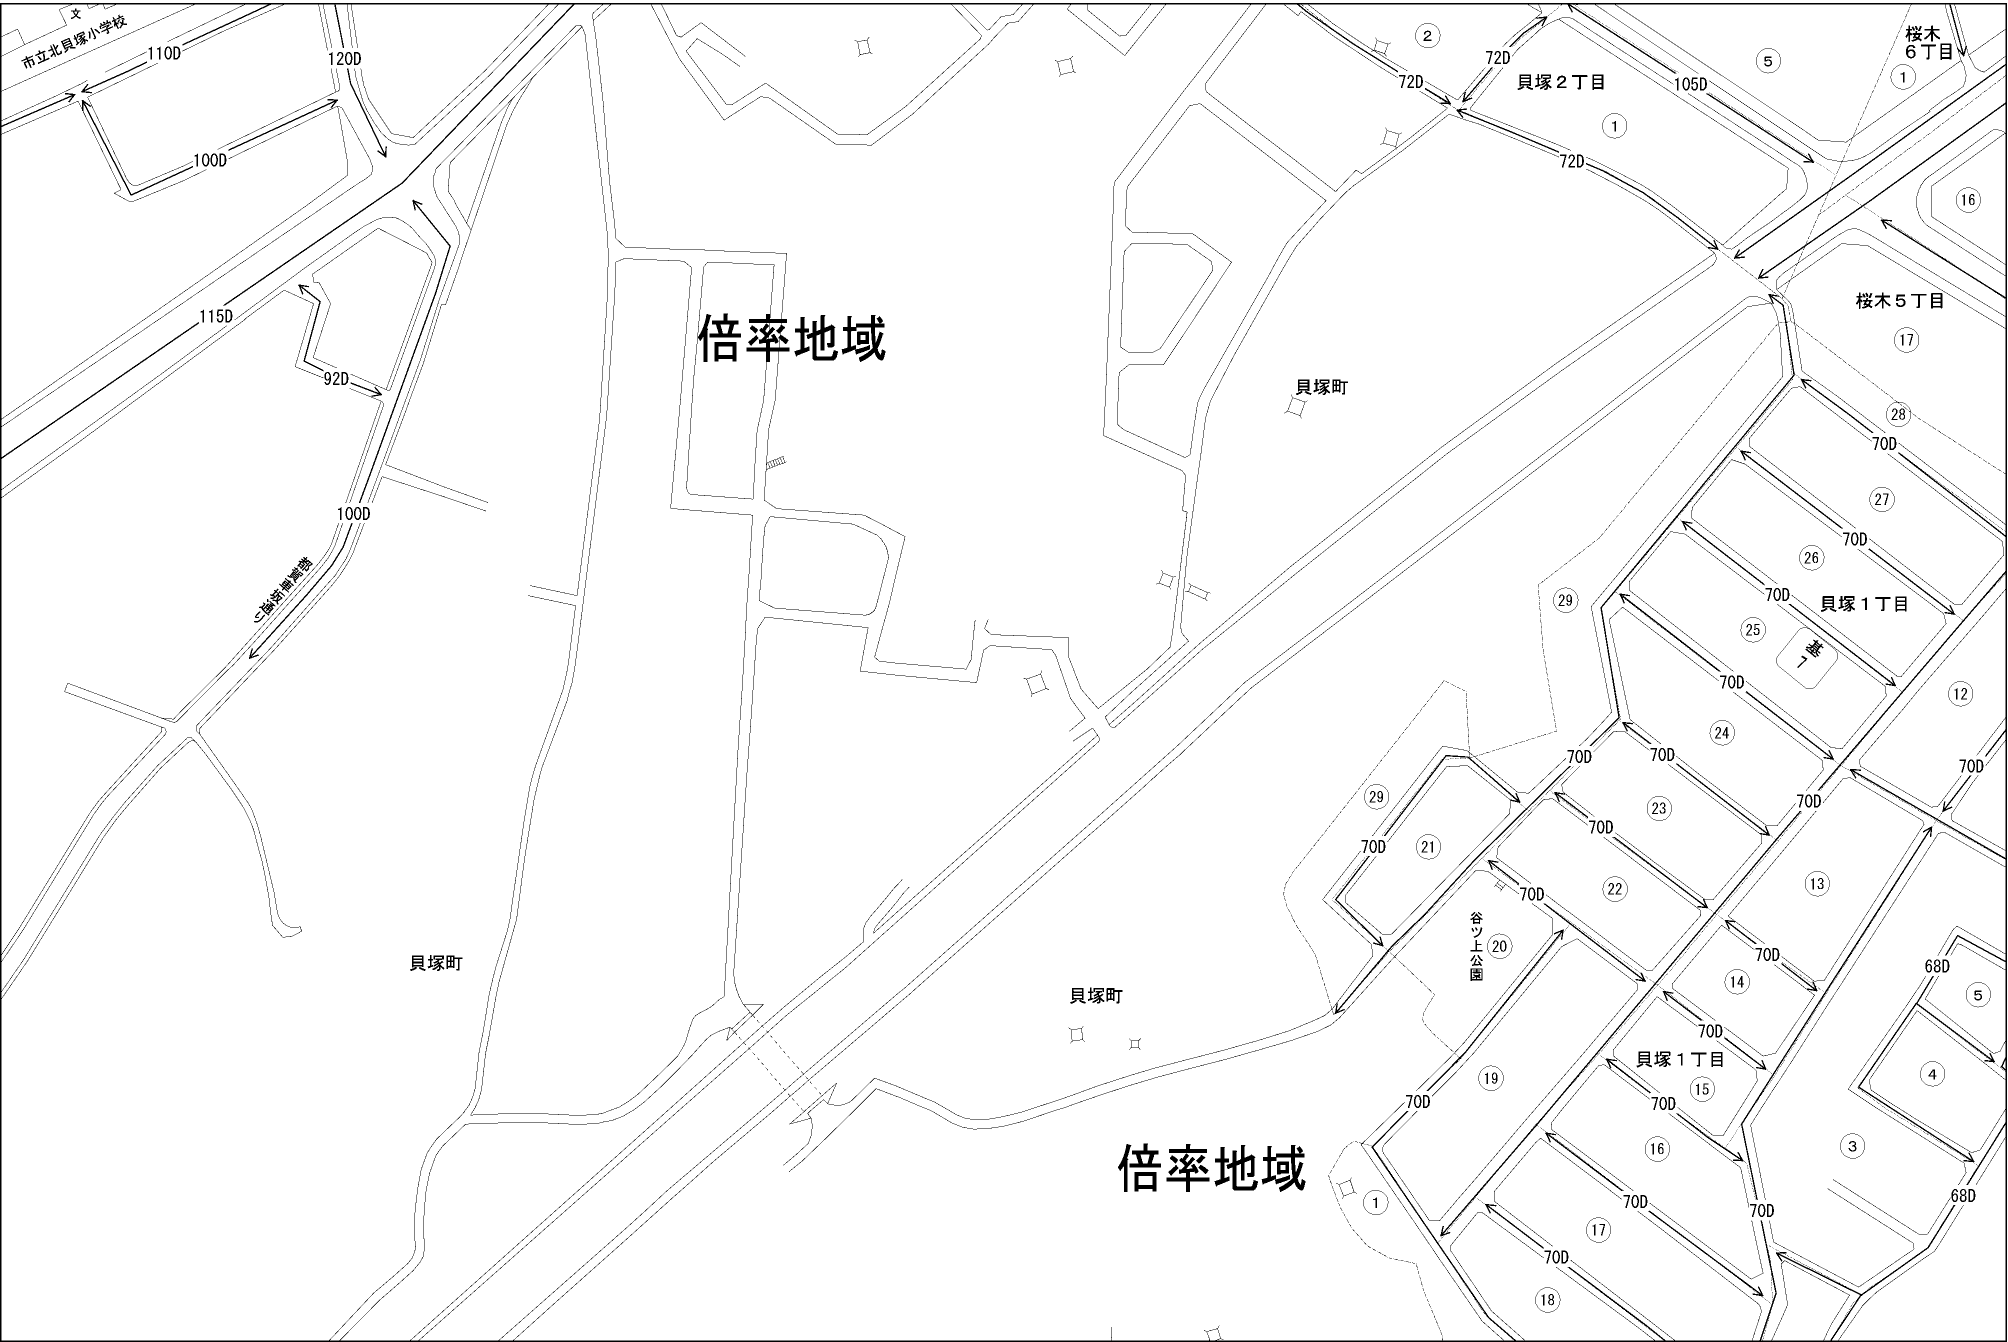 文
市立北貝塚小学校
110D
120D
100D
115D
92D
100D
都賀車坂通り
倍率地域
貝塚町
72D
②
72D
貝塚２丁目
①
72D
⑤
105D
桜木
６丁目
①
⑯
桜木５丁目
⑰
㉘
70D
㉗
70D
㉖
70D
貝塚１丁目
㉕
基
1
70D
㉔
㉙
⑫
70D
70D
70D
㉓
70D
70D
㉙
70D
㉑
70D
㉒
⑬
谷ツ上公園
⑳
70D
⑭
68D
⑤
貝塚町
貝塚町
70D
貝塚１丁目
⑮
④
⑲
70D
70D
⑯
③
倍率地域
①
70D
70D
68D
⑰
70D
⑱